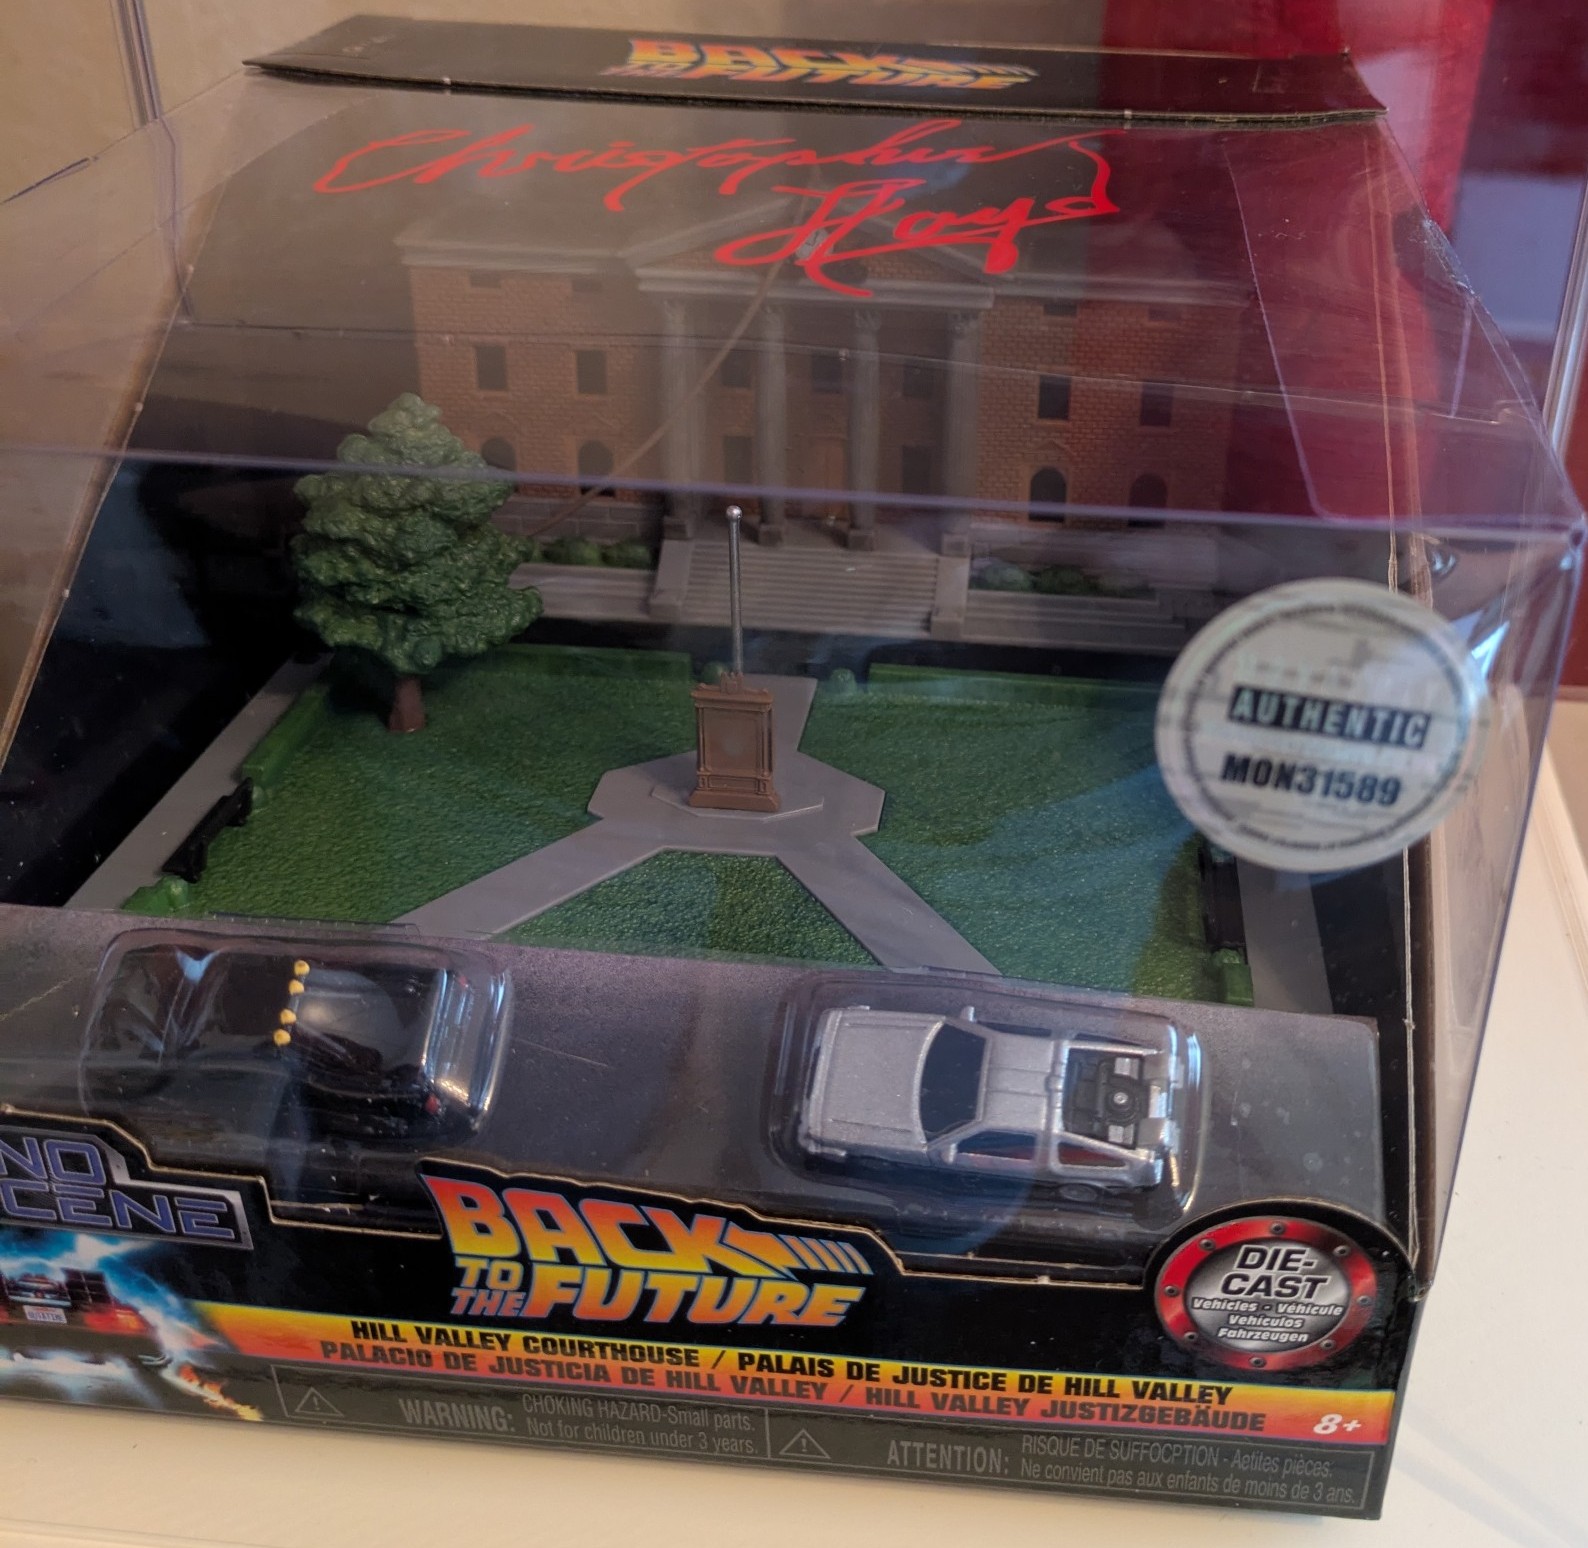 BACK
TO THE FUTURE
Christopher
Lloyd
AUTHENTIC
MON31589
NO
CENE
OUTATIME
BACK
TO THE FUTURE
DIE-
CAST
Vehicles - Véhicule
Vehículos
Fahrzeugen
HILL VALLEY COURTHOUSE / PALAIS DE JUSTICE DE HILL VALLEY
PALACIO DE JUSTICIA DE HILL VALLEY / HILL VALLEY JUSTIZGEBÄUDE
8+
WARNING: CHOKING HAZARD-Small parts.
Not for children under 3 years.
ATTENTION: RISQUE DE SUFFOCPTION - Aetites pièces.
Ne convient pas aux enfants de moins de 3 ans.